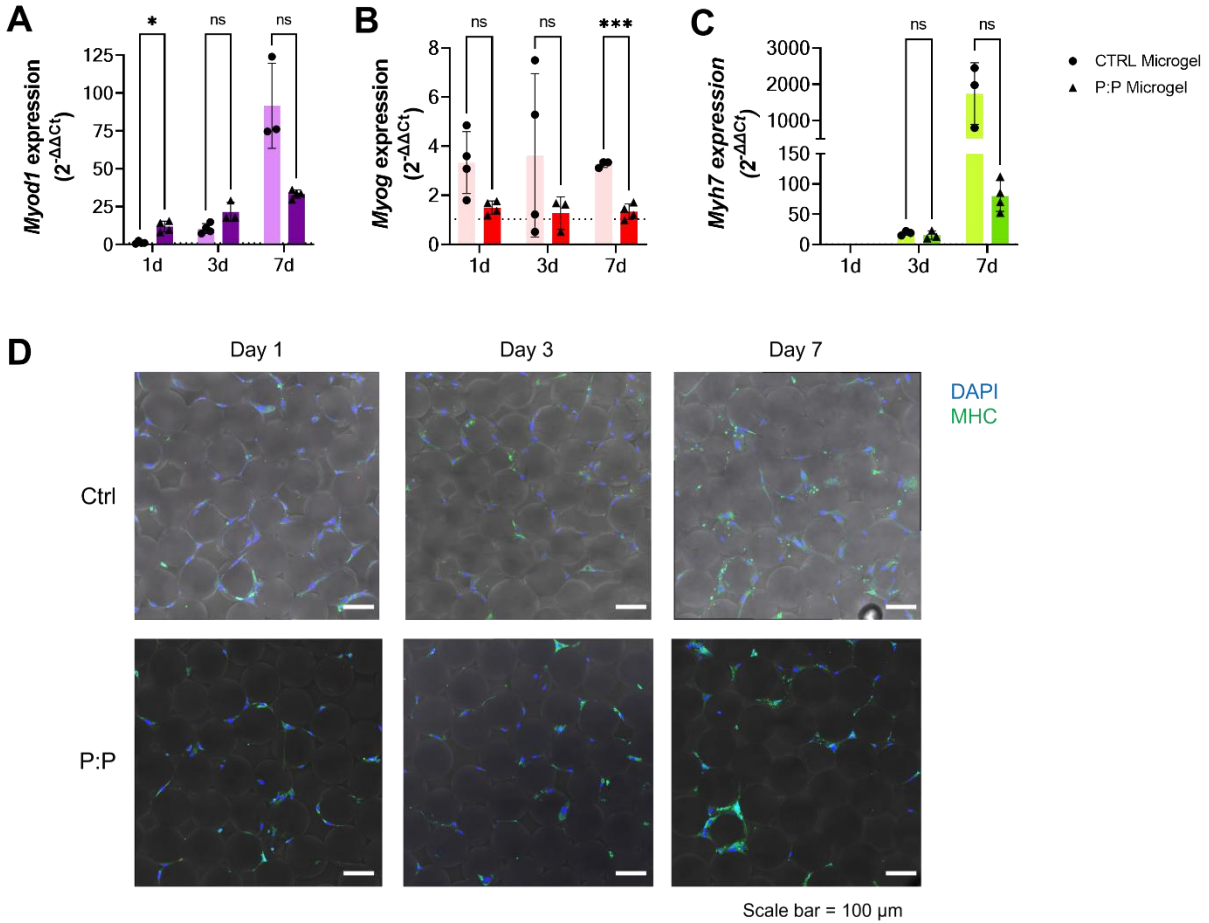 A
Myod1 expression
(2-ΔΔCt)
125
100
75
50
25
0
*
ns
ns
1d
3d
7d
B
Myog expression
(2-ΔΔCt)
8
6
4
2
0
ns
ns
***
1d
3d
7d
C
Myh7 expression
(2-ΔΔCt)
3000
2000
1000
150
100
50
0
ns
ns
1d
3d
7d
CTRL Microgel
P:P Microgel
D
Day 1
Day 3
Day 7
DAPI
MHC
Ctrl
P:P
Scale bar = 100 μm